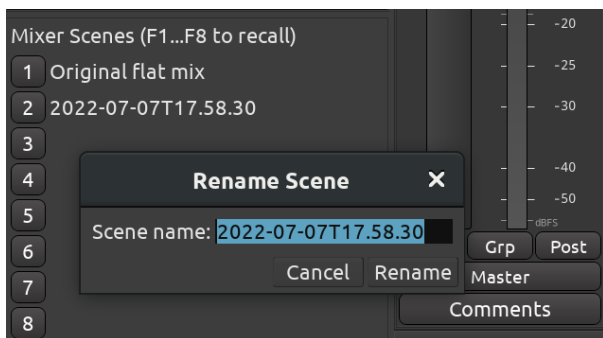 Mixer Scenes (F1...F8 to recall)
1 Original flat mix
2 2022-07-07T17.58.30
3
4
5
6
7
8
Rename Scene ×
Scene name: 2022-07-07T17.58.30
Cancel Rename
-20
-25
-30
-40
-50
dBFS
Grp Post
Master
Comments